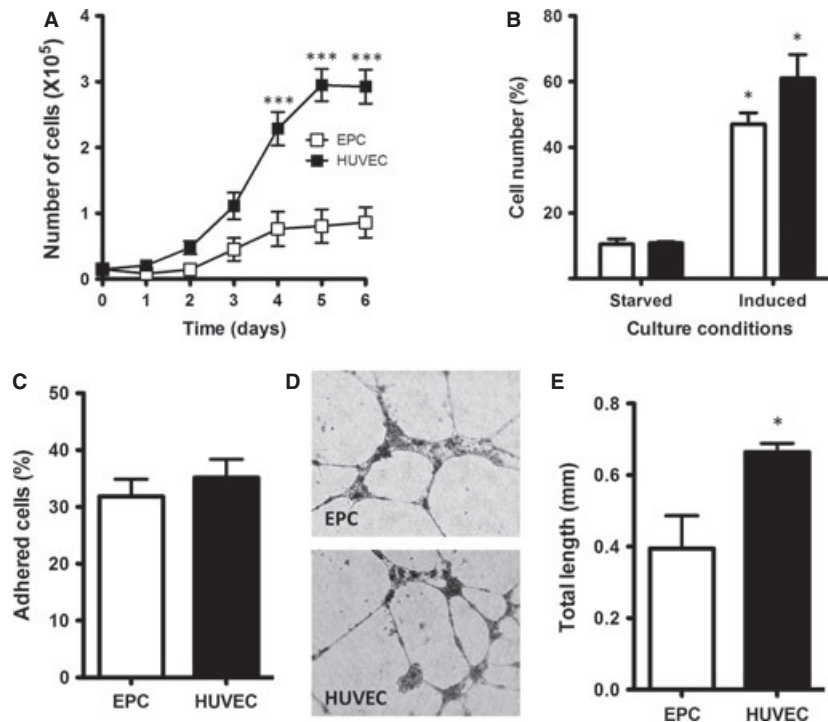 A
Number of cells (X10⁵)
4
3
2
1
0
*** *** ***
EPC
HUVEC
0 1 2 3 4 5 6
Time (days)
B
Cell number (%)
80
60
40
20
* *
Starved Induced
Culture conditions
C
Adhered cells (%)
50
40
30
20
10
0
EPC HUVEC
D
EPC
HUVEC
E
Total length (mm)
0.8
0.6
0.4
0.2
0.0
*
EPC HUVEC